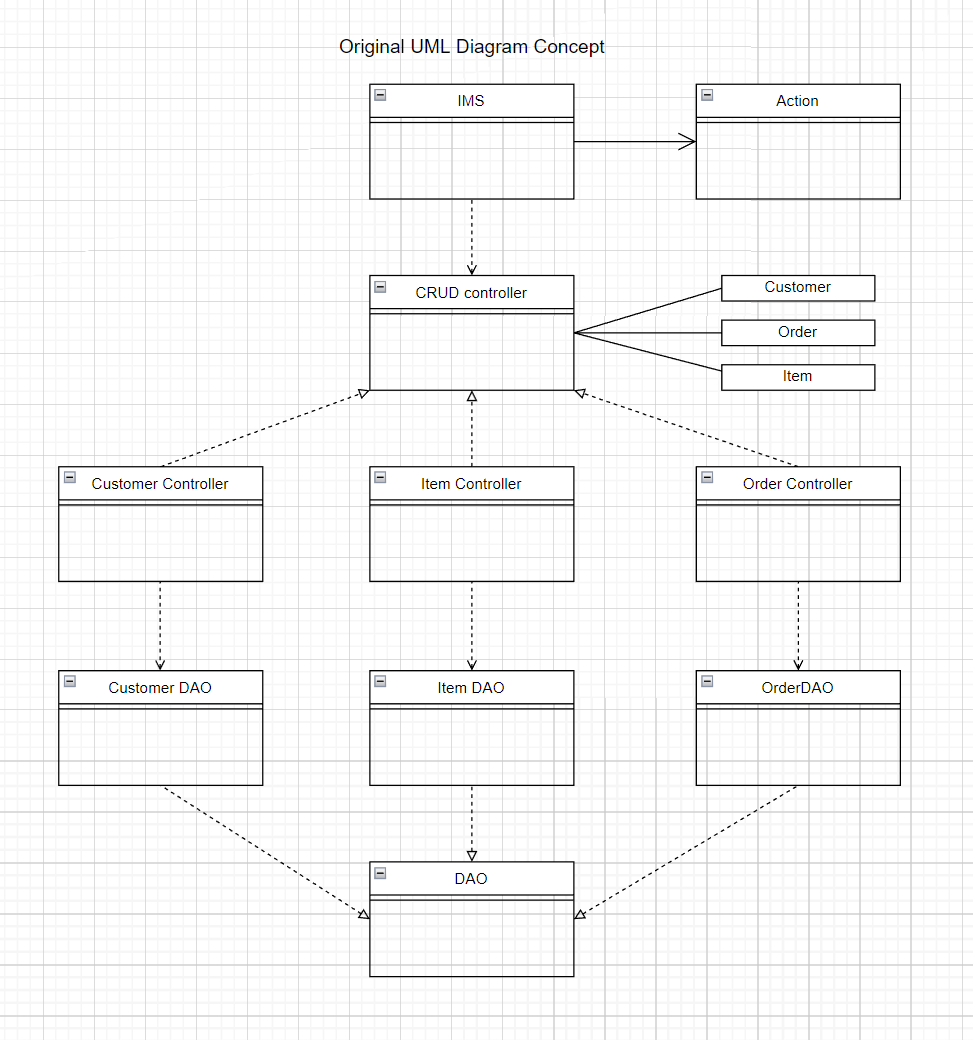 Original UML Diagram Concept
IMS
Action
CRUD controller
Customer
Order
Item
Customer Controller
Item Controller
Order Controller
Customer DAO
Item DAO
OrderDAO
DAO